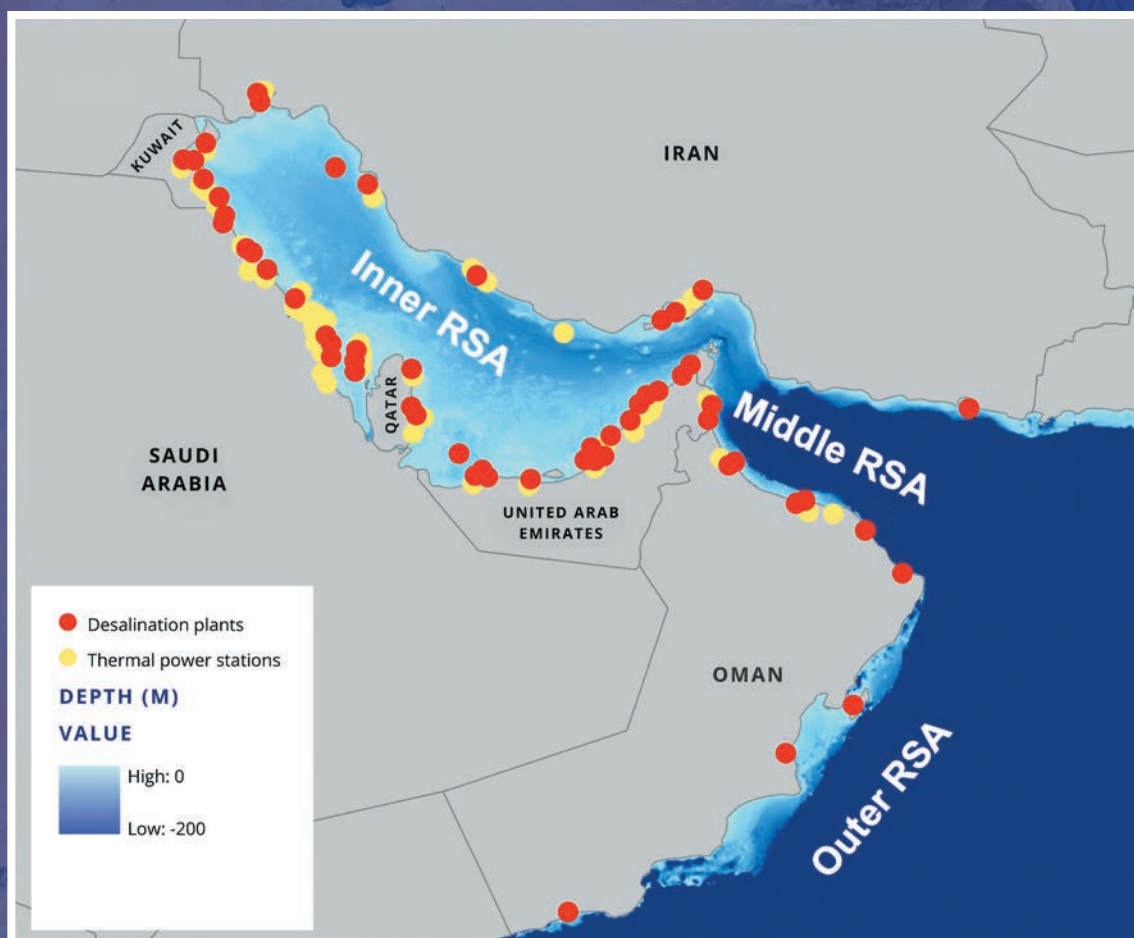 KUWAIT
IRAN
Inner RSA
QATAR
Middle RSA
SAUDI
ARABIA
UNITED ARAB
EMIRATES
OMAN
Outer RSA
Desalination plants
Thermal power stations
DEPTH (M)
VALUE
High: 0
Low: -200